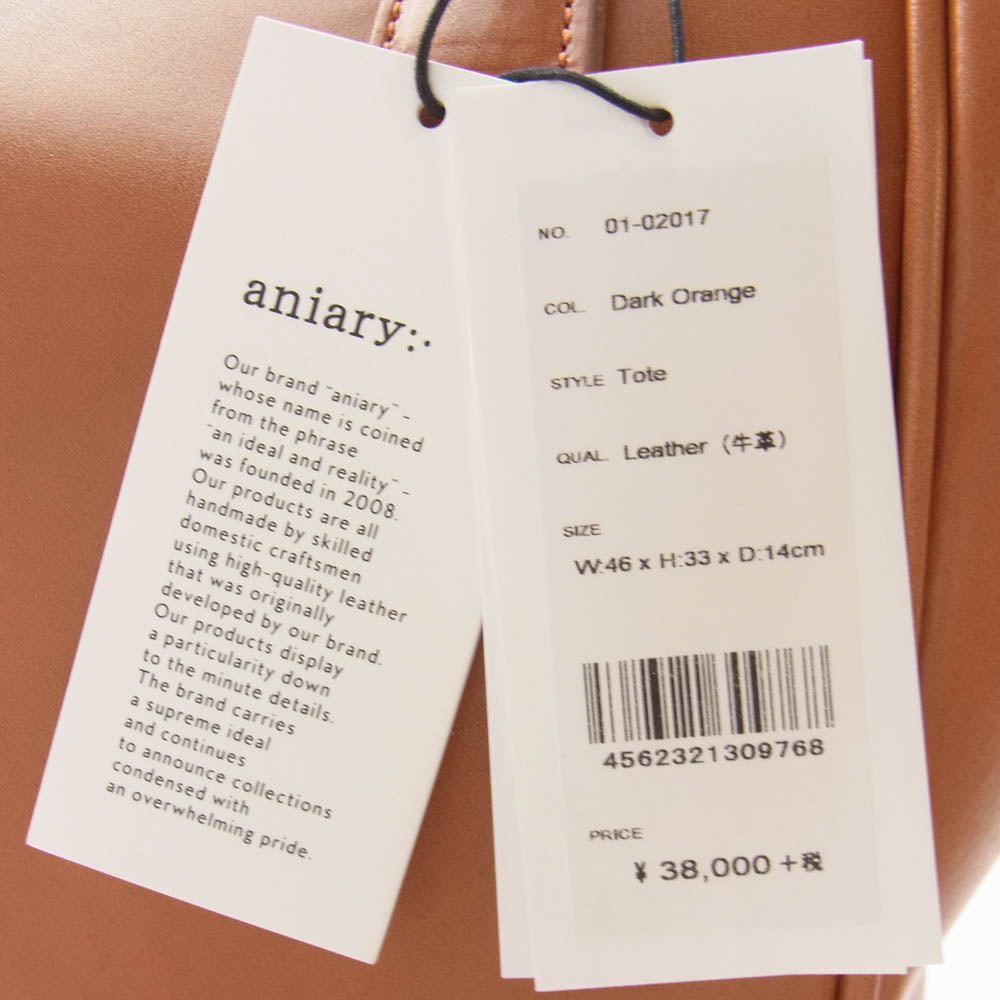 aniary:.
Our brand ¨aniary¨ –
whose name is coined
from the phrase
¨an ideal and reality¨ –
was founded in 2008.
Our products are all
handmade by skilled
domestic craftsmen
using high-quality leather
that was originally
developed by our brand.
Our products display
a particularity down
to the minute details.
The brand carries
a supreme ideal
and continues
to announce collections
condensed with
an overwhelming pride.
NO. 01-02017
COL. Dark Orange
STYLE Tote
QUAL. Leather (牛革)
SIZE
W:46 x H:33 x D:14cm
4562321309768
PRICE
¥ 38,000+税